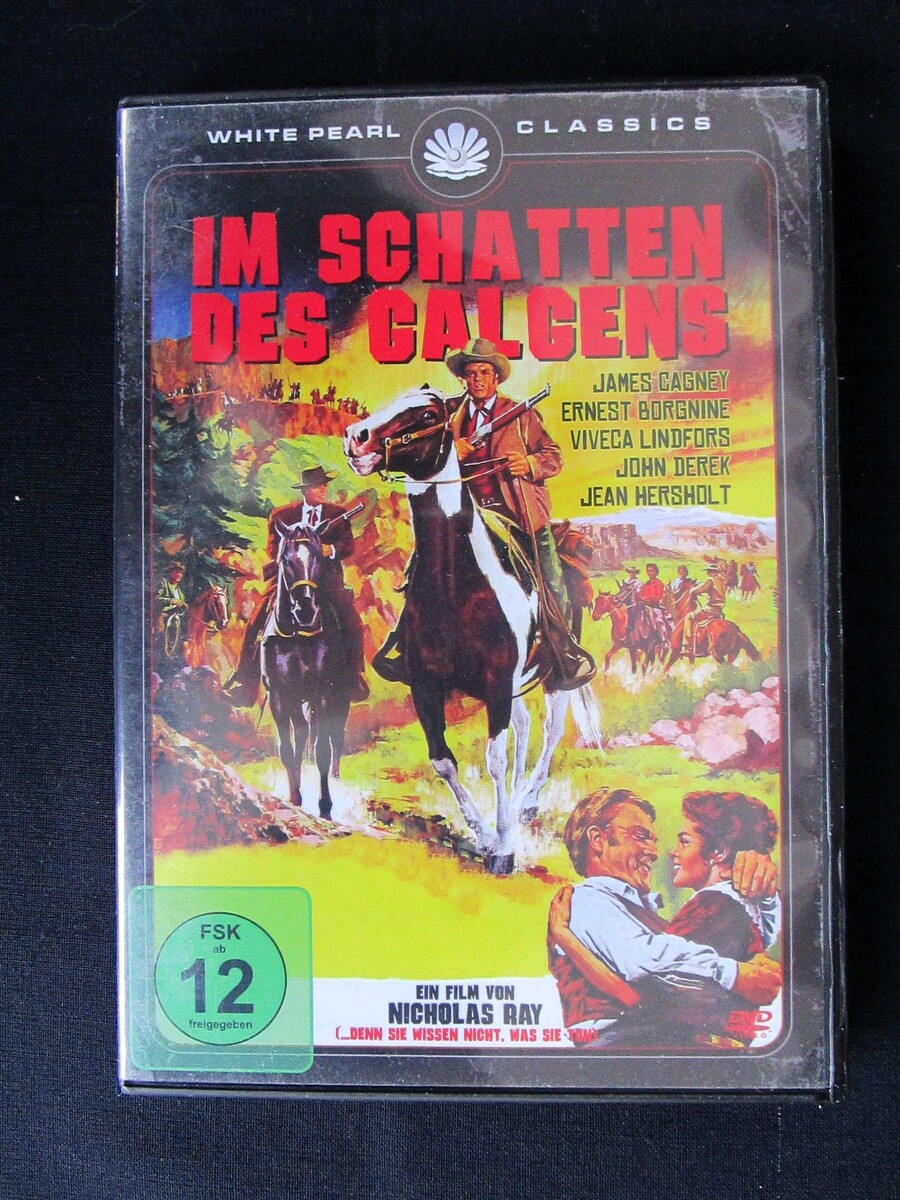 WHITE PEARL CLASSICS
IM SCHATTEN
DES GALGENS
JAMES CAGNEY
ERNEST BORGNINE
VIVECA LINDFORS
JOHN DEREK
JEAN HERSHOLT
FSK
ab
12
freigegeben
EIN FILM VON
NICHOLAS RAY
(...DENN SIE WISSEN NICHT, WAS SIE TUN)
DVD
VIDEO